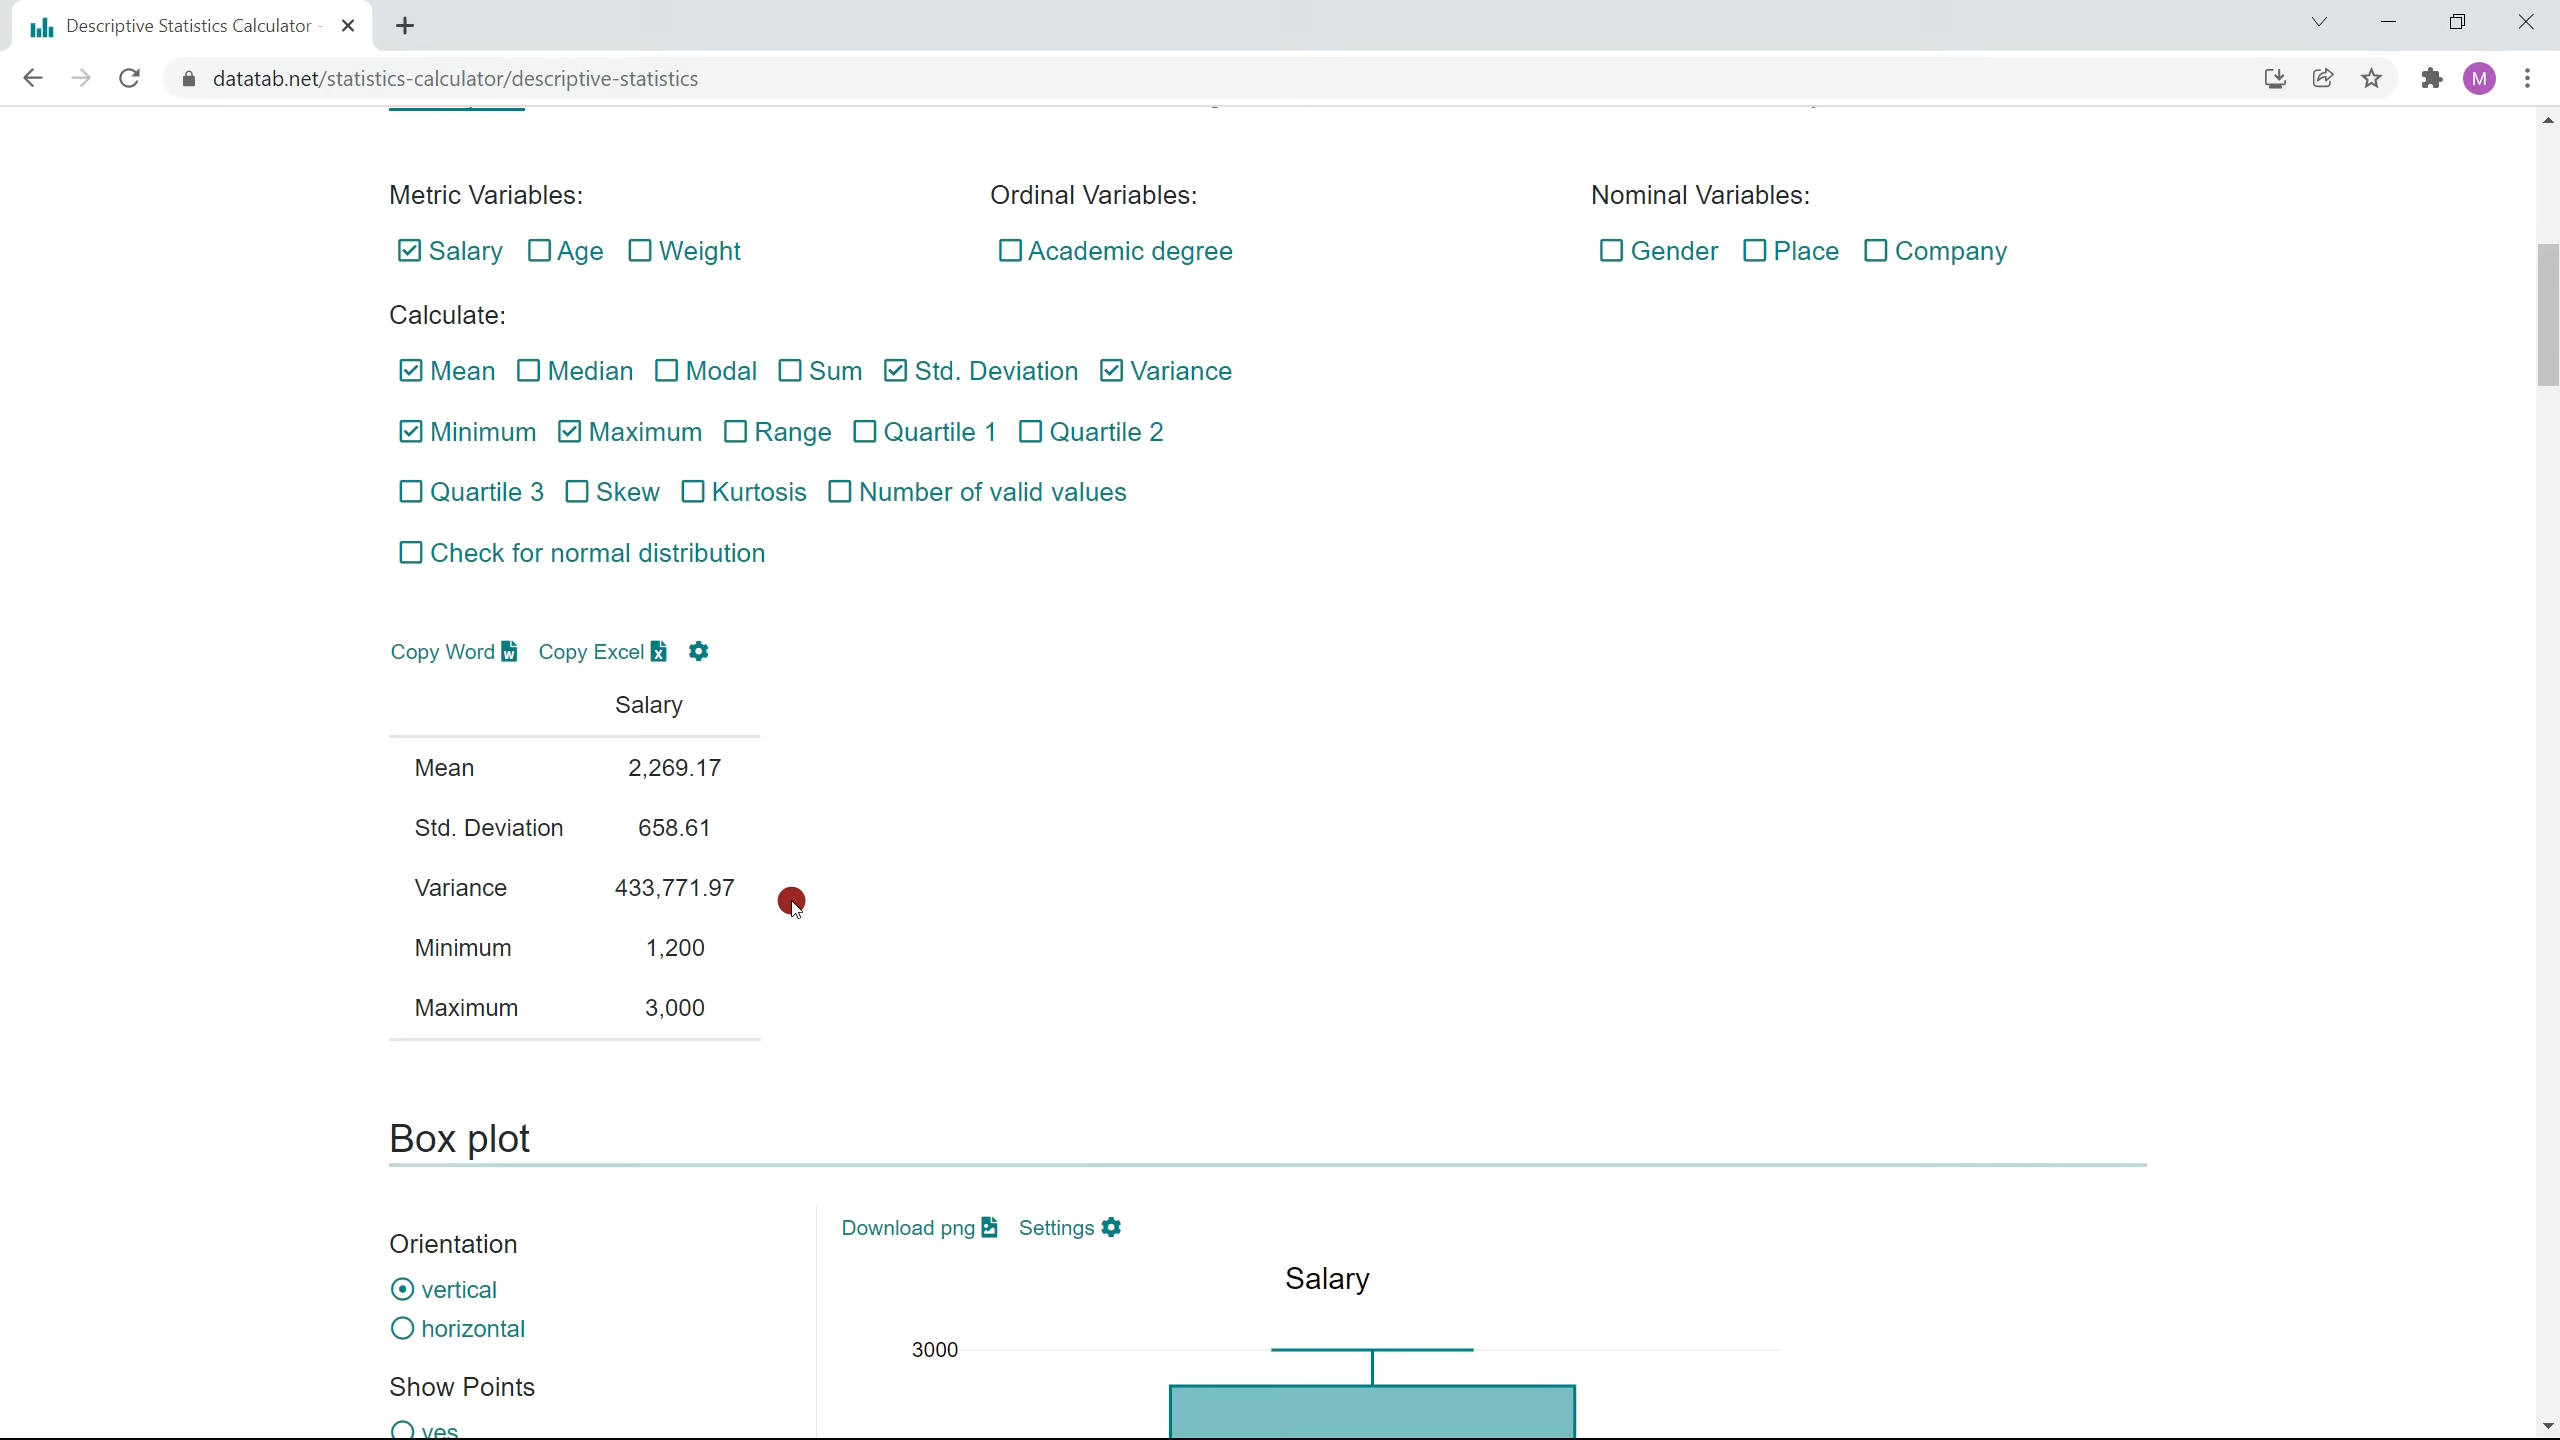 Descriptive Statistics Calculator -
datatab.net/statistics-calculator/descriptive-statistics
M
Metric Variables:
Ordinal Variables:
Nominal Variables:
Salary Age Weight
Academic degree
Gender Place Company
Calculate:
Mean Median Modal Sum Std. Deviation Variance
Minimum Maximum Range Quartile 1 Quartile 2
Quartile 3 Skew Kurtosis Number of valid values
Check for normal distribution
Copy Word Copy Excel
Salary
Mean 2,269.17
Std. Deviation 658.61
Variance 433,771.97
Minimum 1,200
Maximum 3,000
Box plot
Download png Settings
Orientation
vertical
horizontal
Salary
3000
Show Points
yes